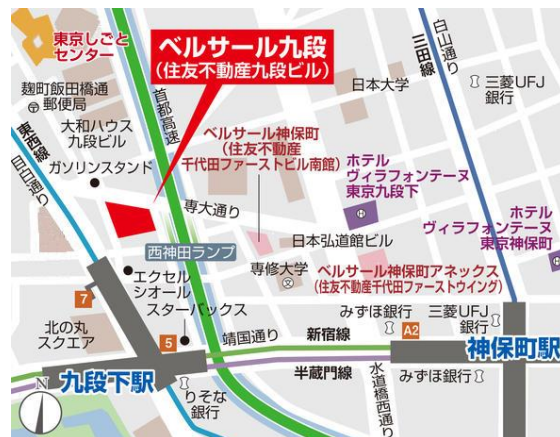 東京しごと
センター
ベルサール九段
(住友不動産九段ビル)
白山通り
三田線
日本大学
三菱UFJ
銀行
麹町飯田橋通
郵便局
首都高速
大和ハウス
九段ビル
ベルサール神保町
(住友不動産
千代田ファーストビル南館)
東西線
目白通り
ガソリンスタンド
ホテル
ヴィラフォンテーヌ
東京九段下
専大通り
ホテル
ヴィラフォンテーヌ
東京神保町
日本弘道館ビル
西神田ランプ
専修大学
ベルサール神保町アネックス
(住友不動産千代田ファーストウイング)
エクセル
シオール
スターバックス
7
北の丸
スクエア
5
靖国通り
新宿線
みずほ銀行
A2
三菱UFJ
銀行
神保町駅
九段下駅
半蔵門線
みずほ銀行
りそな
銀行
水道橋西通り
N